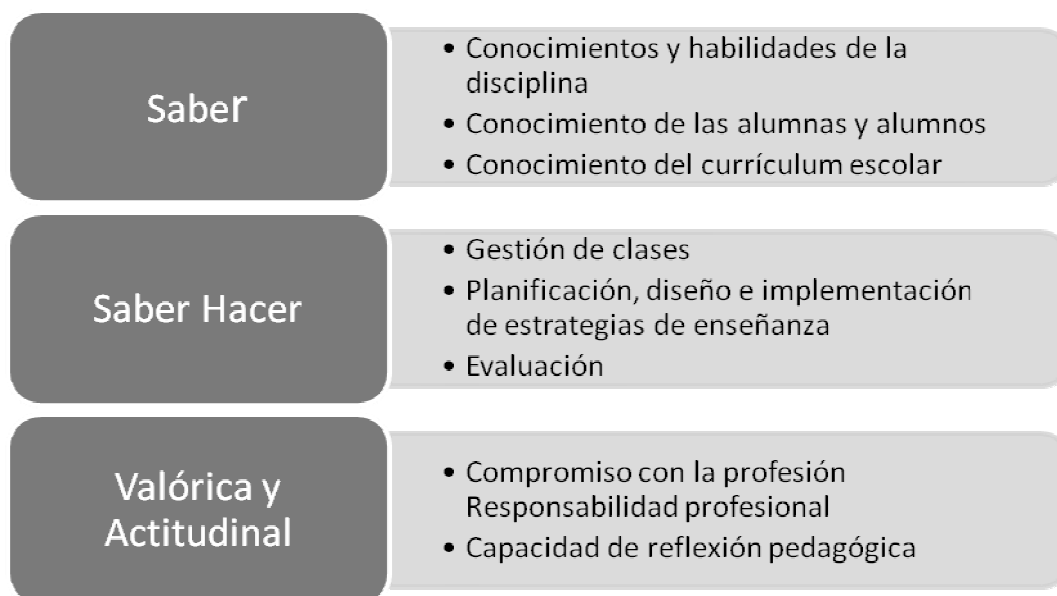 Saber
• Conocimientos y habilidades de la
disciplina
• Conocimiento de las alumnas y alumnos
• Conocimiento del currículum escolar
Saber Hacer
• Gestión de clases
• Planificación, diseño e implementación
de estrategias de enseñanza
• Evaluación
Valórica y
Actitudinal
• Compromiso con la profesión
Responsabilidad profesional
• Capacidad de reflexión pedagógica